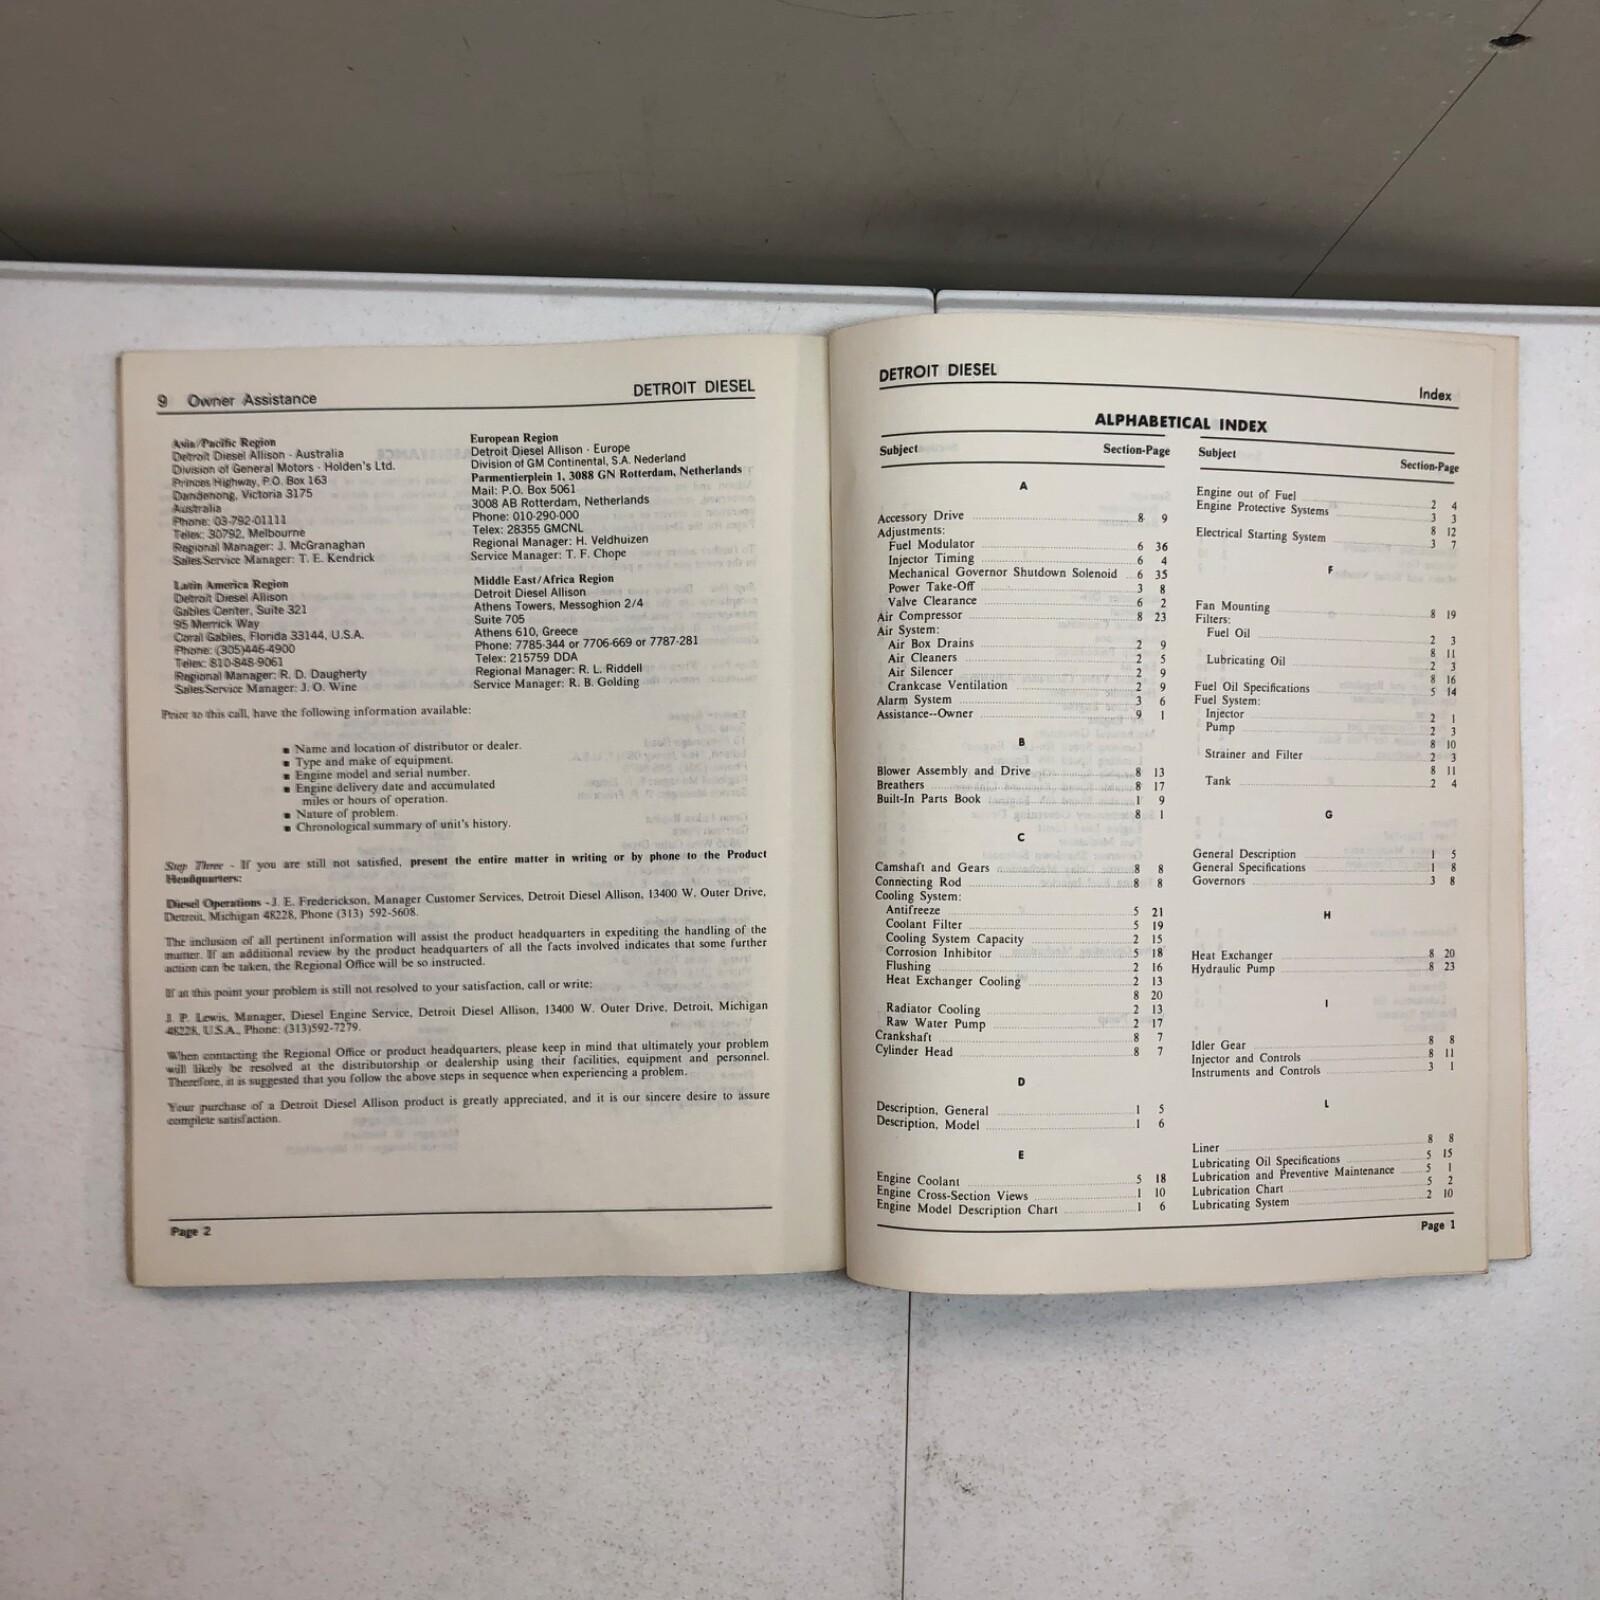 9 Owner Assistance
DETROIT DIESEL
Asia/Pacific Region
Detroit Diesel Allison - Australia
Division of General Motors - Holden's Ltd.
Princes Highway, P.O. Box 163
Dandenong, Victoria 3175
Australia
Phone: 03-792-01111
Telex: 30792, Melbourne
Regional Manager: J. McGranaghan
Sales/Service Manager: T. E. Kendrick
Latin America Region
Detroit Diesel Allison
Gables Center, Suite 321
95 Merrick Way
Coral Gables, Florida 33144, U.S.A.
Phone: (305)446-4900
Telex: 810-848-9061
Regional Manager: R. D. Daugherty
Sales/Service Manager: J. O. Wine
European Region
Detroit Diesel Allison - Europe
Division of GM Continental, S.A. Nederland
Parmentierplein 1, 3088 GN Rotterdam, Netherlands
Mail: P.O. Box 5061
3008 AB Rotterdam, Netherlands
Phone: 010-290-000
Telex: 28355 GMCNL
Regional Manager: H. Veldhuizen
Service Manager: T. F. Chope
Middle East/Africa Region
Detroit Diesel Allison
Athens Towers, Messoghion 2/4
Suite 705
Athens 610, Greece
Phone: 7785-344 or 7706-669 or 7787-281
Telex: 215759 DDA
Regional Manager: R. L. Riddell
Service Manager: R. B. Golding
Prior to this call, have the following information available:
■ Name and location of distributor or dealer.
■ Type and make of equipment.
■ Engine model and serial number.
■ Engine delivery date and accumulated
miles or hours of operation.
■ Nature of problem.
■ Chronological summary of unit's history.
Step Three - If you are still not satisfied, present the entire matter in writing or by phone to the Product
Headquarters:
Diesel Operations - J. E. Frederickson, Manager Customer Services, Detroit Diesel Allison, 13400 W. Outer Drive,
Detroit, Michigan 48228, Phone (313) 592-5608.
The inclusion of all pertinent information will assist the product headquarters in expediting the handling of the
matter. If an additional review by the product headquarters of all the facts involved indicates that some further
action can be taken, the Regional Office will be so instructed.
If at this point your problem is still not resolved to your satisfaction, call or write:
J. P. Lewis, Manager, Diesel Engine Service, Detroit Diesel Allison, 13400 W. Outer Drive, Detroit, Michigan
48228, U.S.A., Phone: (313)592-7279.
When contacting the Regional Office or product headquarters, please keep in mind that ultimately your problem
will likely be resolved at the distributorship or dealership using their facilities, equipment and personnel.
Therefore, it is suggested that you follow the above steps in sequence when experiencing a problem.
Your purchase of a Detroit Diesel Allison product is greatly appreciated, and it is our sincere desire to assure
complete satisfaction.
Page 2
DETROIT DIESEL
Index
ALPHABETICAL INDEX
Subject Section-Page
A
Accessory Drive 8 9
Adjustments:
Fuel Modulator 6 36
Injector Timing 6 4
Mechanical Governor Shutdown Solenoid 6 35
Power Take-Off 3 8
Valve Clearance 6 2
Air Compressor 8 23
Air System:
Air Box Drains 2 9
Air Cleaners 2 5
Air Silencer 2 9
Crankcase Ventilation 2 9
Alarm System 3 6
Assistance--Owner 9 1
B
Blower Assembly and Drive 8 13
Breathers 8 17
Built-In Parts Book 1 9
8 1
C
Camshaft and Gears 8 8
Connecting Rod 8 8
Cooling System:
Antifreeze 5 21
Coolant Filter 5 19
Cooling System Capacity 2 15
Corrosion Inhibitor 5 18
Flushing 2 16
Heat Exchanger Cooling 2 13
8 20
Radiator Cooling 2 13
Raw Water Pump 2 17
Crankshaft 8 7
Cylinder Head 8 7
D
Description, General 1 5
Description, Model 1 6
E
Engine Coolant 5 18
Engine Cross-Section Views 1 10
Engine Model Description Chart 1 6
Subject Section-Page
Engine out of Fuel 2 4
Engine Protective Systems 3 3
8 12
Electrical Starting System 3 7
F
Fan Mounting 8 19
Filters:
Fuel Oil 2 3
8 11
Lubricating Oil 2 3
8 16
Fuel Oil Specifications 5 14
Fuel System:
Injector 2 1
Pump 2 3
8 10
Strainer and Filter 2 3
8 11
Tank 2 4
G
General Description 1 5
General Specifications 1 8
Governors 3 8
H
Heat Exchanger 8 20
Hydraulic Pump 8 23
I
Idler Gear 8 8
Injector and Controls 8 11
Instruments and Controls 3 1
L
Liner 8 8
Lubricating Oil Specifications 5 15
Lubrication and Preventive Maintenance 5 1
Lubrication Chart 5 2
Lubricating System 2 10
Page 1